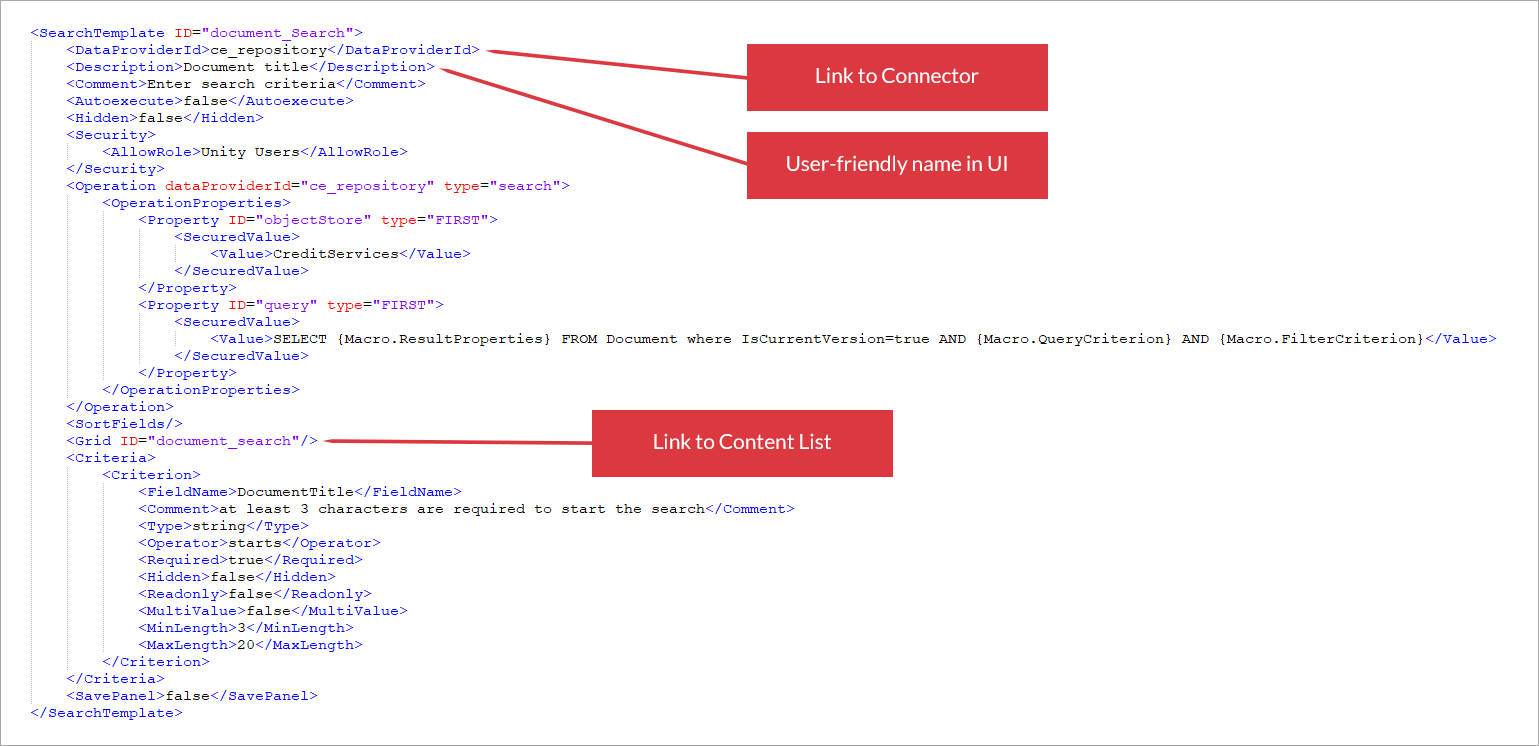 <SearchTemplate ID="document_Search">
<DataProviderId>ce_repository</DataProviderId>
Link to Connector
<Description>Document title</Description>
<Comment>Enter search criteria</Comment>
<Autoexecute>false</Autoexecute>
<Hidden>false</Hidden>
<Security>
<AllowRole>Unity Users</AllowRole>
User-friendly name in UI
</Security>
<Operation dataProviderId="ce_repository" type="search">
<OperationProperties>
<Property ID="objectStore" type="FIRST">
<SecuredValue>
<Value>CreditServices</Value>
</SecuredValue>
</Property>
<Property ID="query" type="FIRST">
<SecuredValue>
<Value>SELECT {Macro.ResultProperties} FROM Document where IsCurrentVersion=true AND {Macro.QueryCriterion} AND {Macro.FilterCriterion}</Value>
</SecuredValue>
</Property>
</OperationProperties>
</Operation>
<SortFields/>
<Grid ID="document_search"/>
Link to Content List
<Criteria>
<Criterion>
<FieldName>DocumentTitle</FieldName>
<Comment>at least 3 characters are required to start the search</Comment>
<Type>string</Type>
<Operator>starts</Operator>
<Required>true</Required>
<Hidden>false</Hidden>
<Readonly>false</Readonly>
<MultiValue>false</MultiValue>
<MinLength>3</MinLength>
<MaxLength>20</MaxLength>
</Criterion>
</Criteria>
<SavePanel>false</SavePanel>
</SearchTemplate>